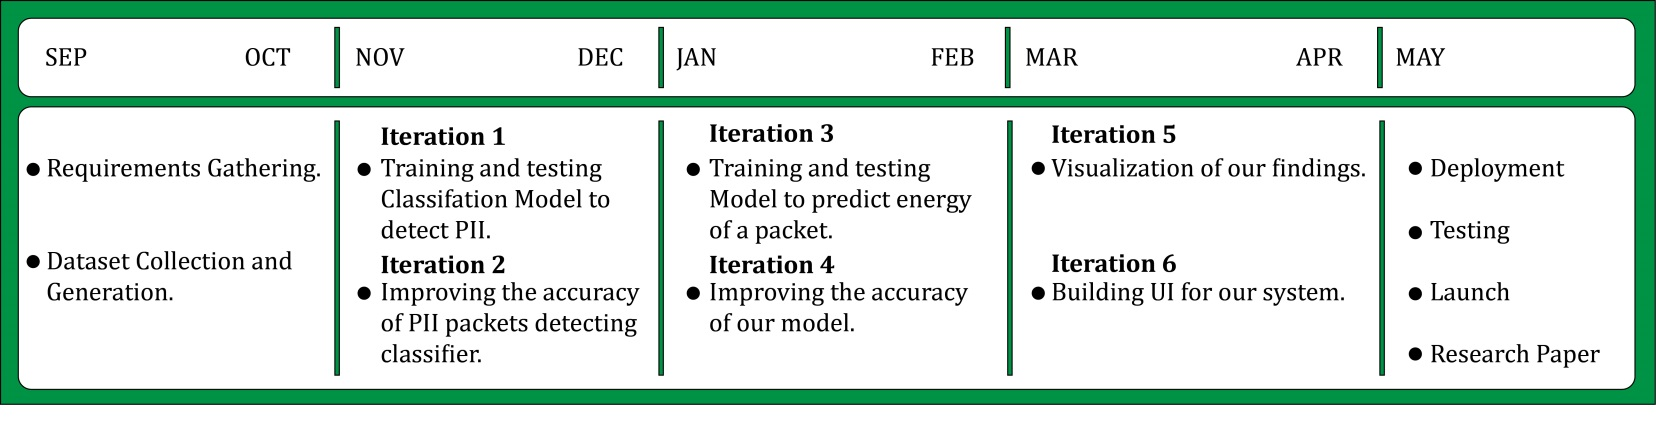 SEP OCT NOV DEC JAN FEB MAR APR MAY
● Requirements Gathering.
● Dataset Collection and
Generation.
Iteration 1
● Training and testing
Classifation Model to
detect PII.
Iteration 2
● Improving the accuracy
of PII packets detecting
classifier.
Iteration 3
● Training and testing
Model to predict energy
of a packet.
Iteration 4
● Improving the accuracy
of our model.
Iteration 5
● Visualization of our findings.
Iteration 6
● Building UI for our system.
● Deployment
● Testing
● Launch
● Research Paper